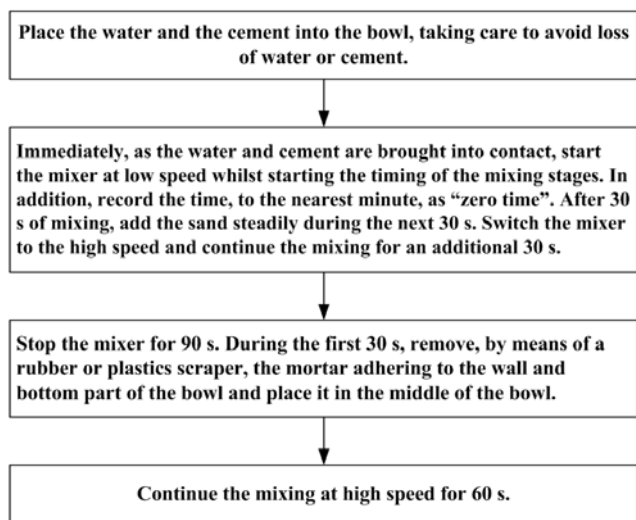 Place the water and the cement into the bowl, taking care to avoid loss
of water or cement.
Immediately, as the water and cement are brought into contact, start
the mixer at low speed whilst starting the timing of the mixing stages. In
addition, record the time, to the nearest minute, as “zero time”. After 30
s of mixing, add the sand steadily during the next 30 s. Switch the mixer
to the high speed and continue the mixing for an additional 30 s.
Stop the mixer for 90 s. During the first 30 s, remove, by means of a
rubber or plastics scraper, the mortar adhering to the wall and
bottom part of the bowl and place it in the middle of the bowl.
Continue the mixing at high speed for 60 s.